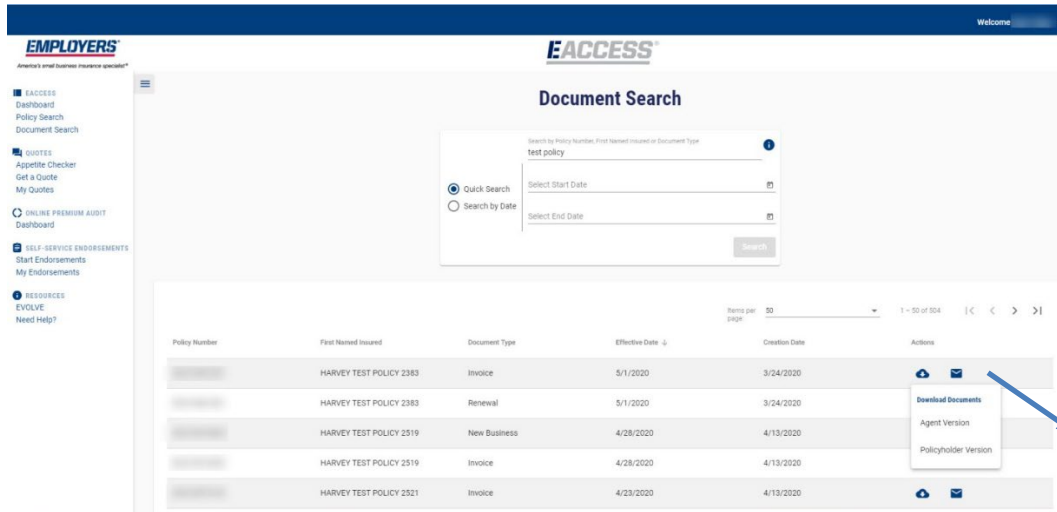 Welcome
EMPLOYERS®
America's small business insurance specialist®
EACCESS®
EACCESS
Dashboard
Policy Search
Document Search
QUOTES
Appetite Checker
Get a Quote
My Quotes
ONLINE PREMIUM AUDIT
Dashboard
SELF-SERVICE ENDORSEMENTS
Start Endorsements
My Endorsements
RESOURCES
EVOLVE
Need Help?
Document Search
Search by Policy Number, First Named Insured or Document Type
test policy
Quick Search
Search by Date
Select Start Date
Select End Date
Search
Items per page: 50
1 – 50 of 504
Policy Number First Named Insured Document Type Effective Date ↓ Creation Date Actions
HARVEY TEST POLICY 2383 Invoice 5/1/2020 3/24/2020
HARVEY TEST POLICY 2383 Renewal 5/1/2020 3/24/2020
HARVEY TEST POLICY 2519 New Business 4/28/2020 4/13/2020
HARVEY TEST POLICY 2519 Invoice 4/28/2020 4/13/2020
HARVEY TEST POLICY 2521 Invoice 4/23/2020 4/13/2020
Download Documents
Agent Version
Policyholder Version